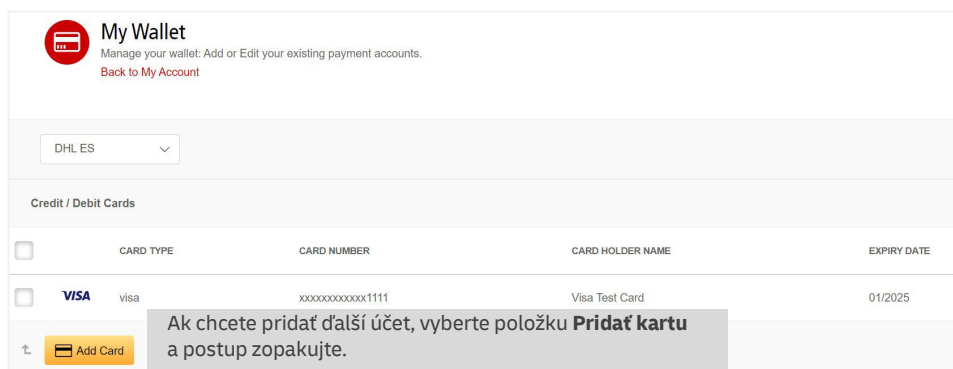 My Wallet
Manage your wallet: Add or Edit your existing payment accounts.
Back to My Account
DHL ES
Credit / Debit Cards
CARD TYPE CARD NUMBER CARD HOLDER NAME EXPIRY DATE
VISA visa xxxxxxxxxxxx1111 Visa Test Card 01/2025
Ak chcete pridať ďalší účet, vyberte položku Pridať kartu
a postup zopakujte.
Add Card